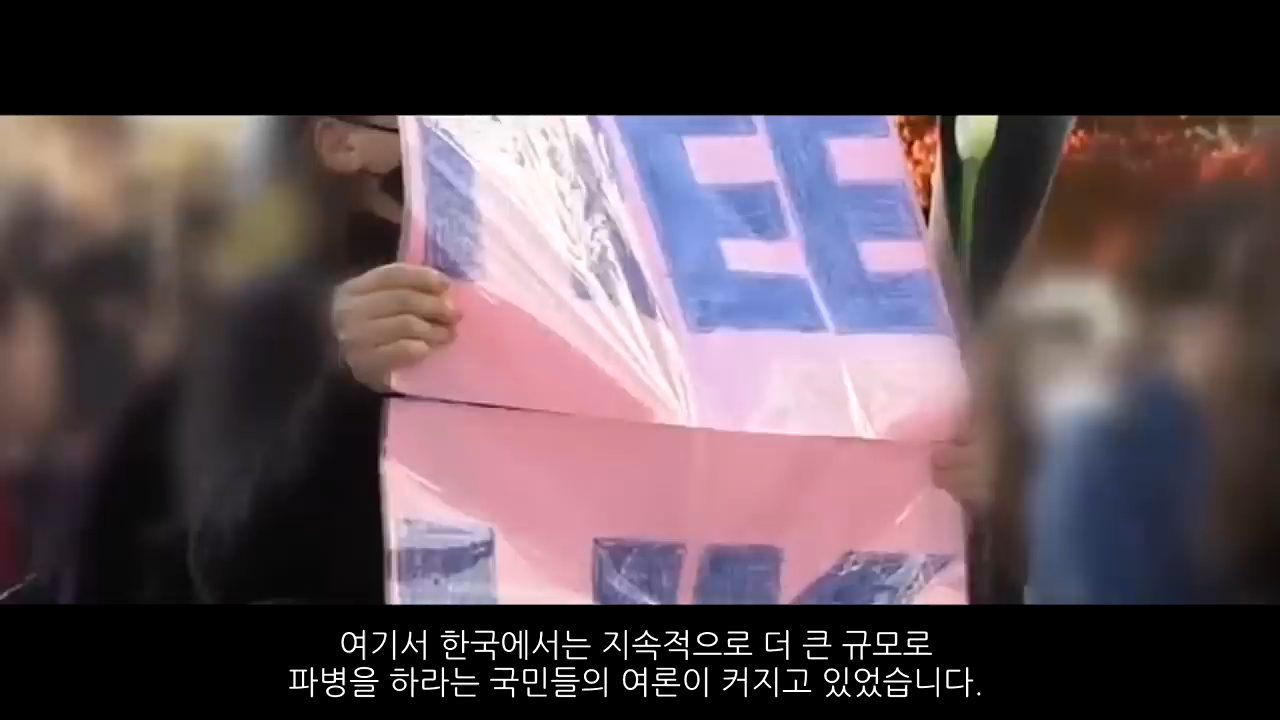 EE
여기서 한국에서는 지속적으로 더 큰 규모로
파병을 하라는 국민들의 여론이 커지고 있었습니다.